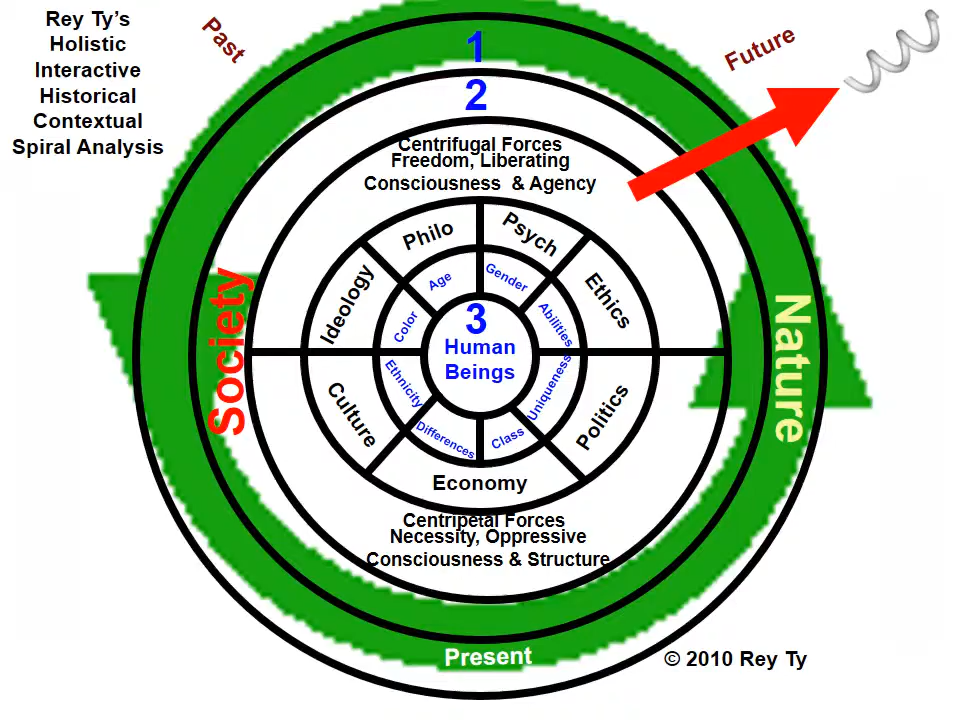 Rey Ty's
Holistic
Interactive
Historical
Contextual
Spiral Analysis
Past
Future
1
2
Centrifugal Forces
Freedom, Liberating
Consciousness & Agency
Philo
Psych
Ideology
Ethics
Age
Gender
Color
Abilities
3
Human
Beings
Society
Nature
Ethnicity
Uniqueness
Culture
Politics
Differences
Class
Economy
Centripetal Forces
Necessity, Oppressive
Consciousness & Structure
Present
© 2010 Rey Ty